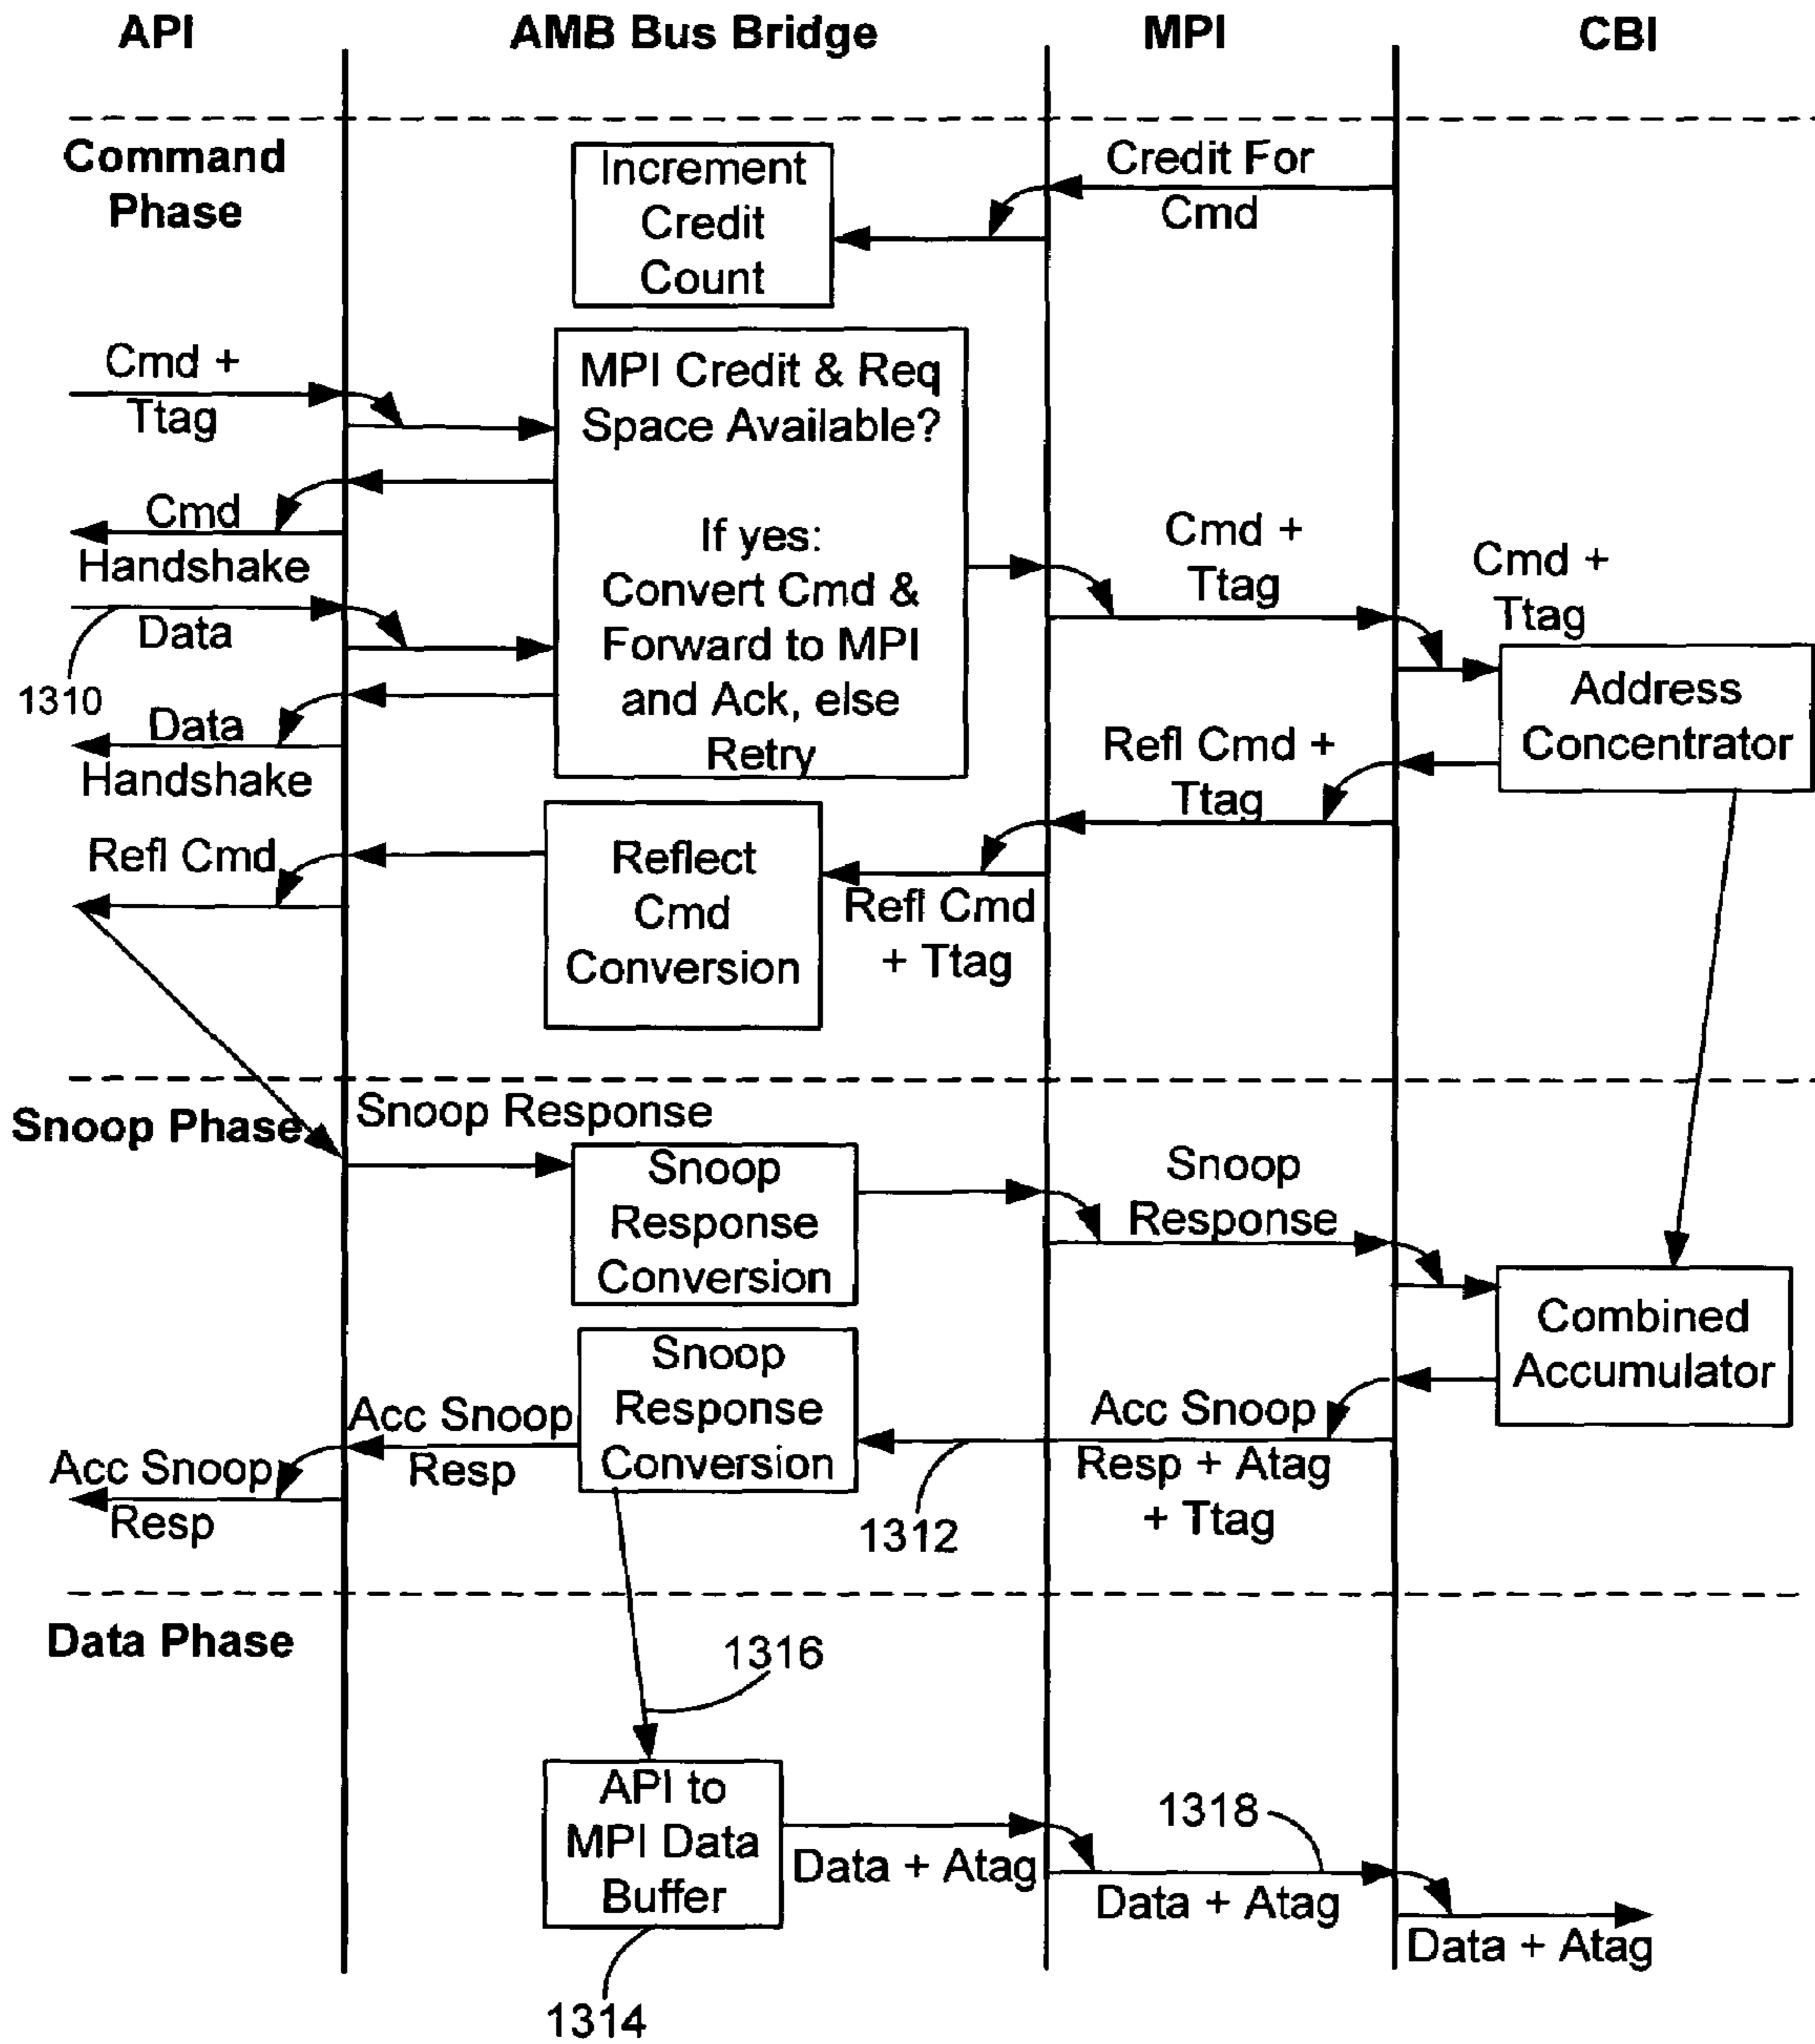 API
AMB Bus Bridge
MPI
CBI
Command
Phase
Increment
Credit
Count
Credit For
Cmd
Cmd +
Ttag
MPI Credit & Req
Space Available?
If yes:
Convert Cmd &
Forward to MPI
and Ack, else
Retry
Cmd
Handshake
Data
1310
Data
Handshake
Cmd +
Ttag
Cmd +
Ttag
Address
Concentrator
Refl Cmd +
Ttag
Refl Cmd
Reflect
Cmd
Conversion
Refl Cmd
+ Ttag
Snoop Phase
Snoop Response
Snoop
Response
Conversion
Snoop
Response
Combined
Accumulator
Snoop
Response
Conversion
Acc Snoop
Resp
Acc Snoop
Resp
Acc Snoop
Resp + Atag
+ Ttag
1312
Data Phase
1316
API to
MPI Data
Buffer
Data + Atag
1318
Data + Atag
Data + Atag
1314